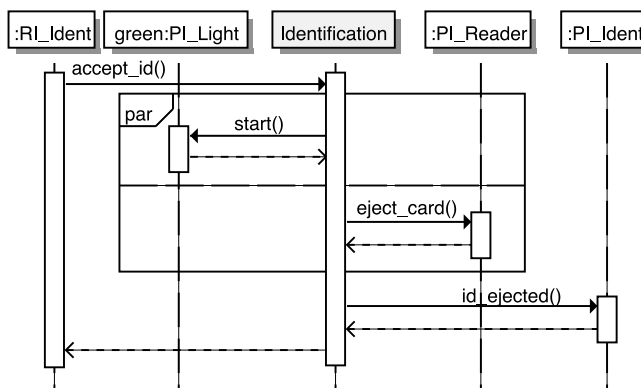 :RI_Ident
green:PI_Light
Identification
:PI_Reader
:PI_Ident
accept_id()
par
start()
eject_card()
id_ejected()